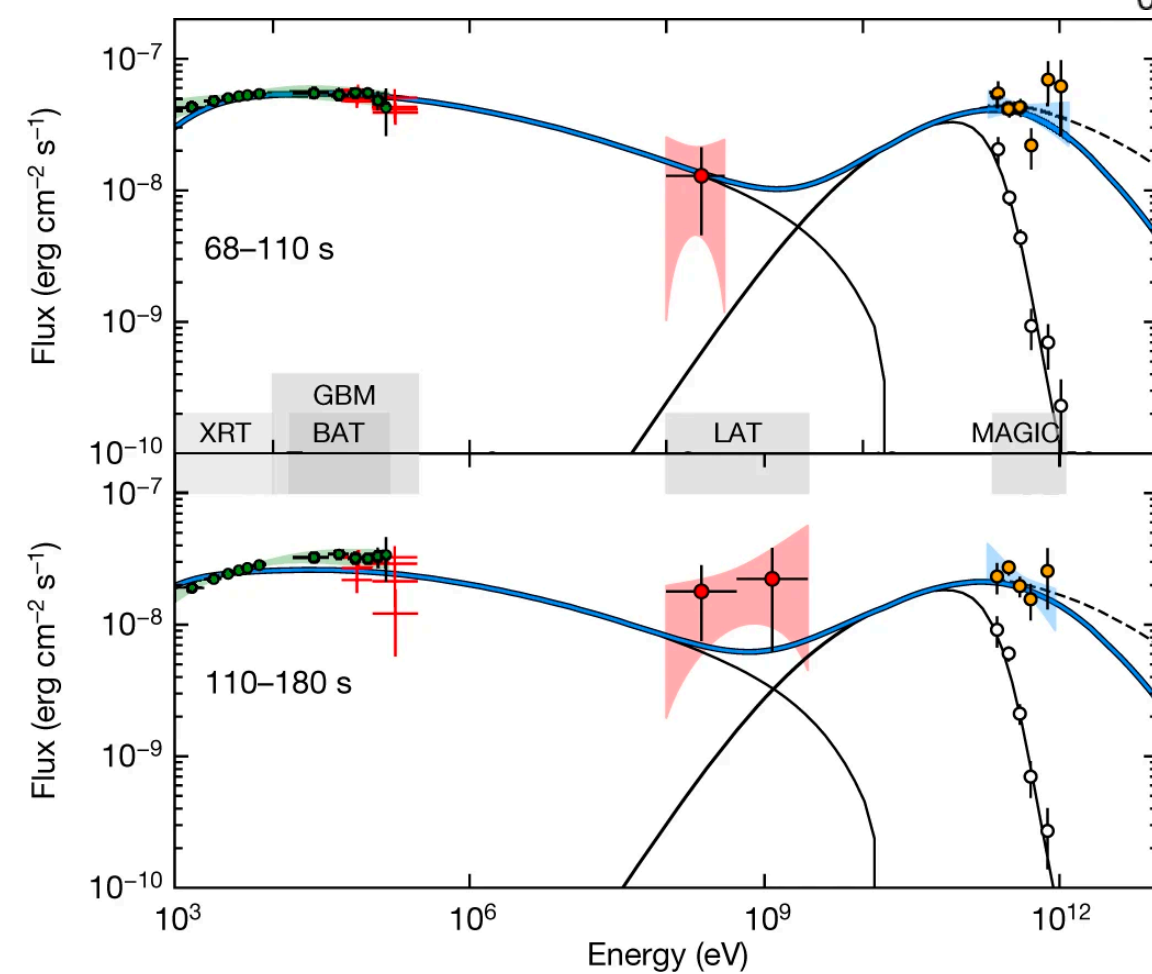 10⁻⁷
10⁻⁸
10⁻⁹
10⁻¹⁰
Flux (erg cm⁻² s⁻¹)
68–110 s
GBM
XRT BAT LAT MAGIC
10⁻⁷
10⁻⁸
10⁻⁹
10⁻¹⁰
Flux (erg cm⁻² s⁻¹)
110–180 s
10³ 10⁶ 10⁹ 10¹²
Energy (eV)